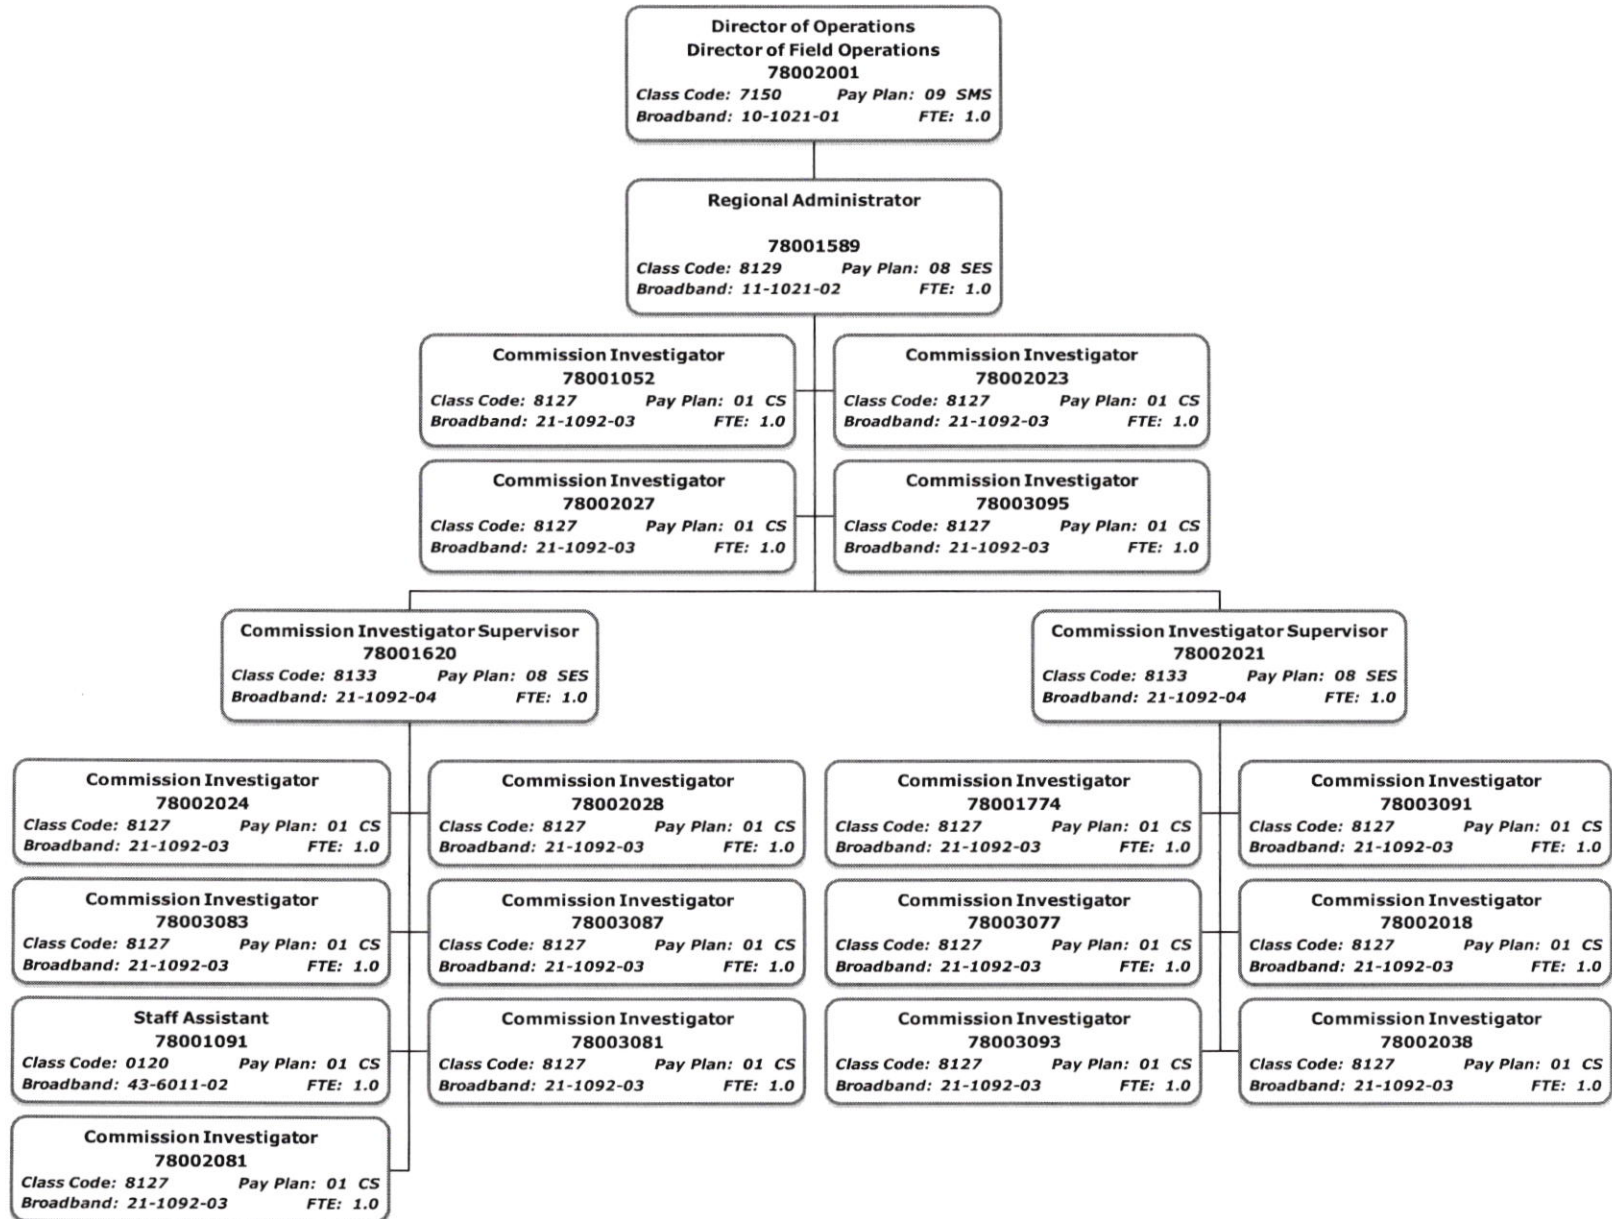 Director of Operations
Director of Field Operations
78002001
Class Code: 7150 Pay Plan: 09 SMS
Broadband: 10-1021-01 FTE: 1.0
Regional Administrator
78001589
Class Code: 8129 Pay Plan: 08 SES
Broadband: 11-1021-02 FTE: 1.0
Commission Investigator
78001052
Class Code: 8127 Pay Plan: 01 CS
Broadband: 21-1092-03 FTE: 1.0
Commission Investigator
78002023
Class Code: 8127 Pay Plan: 01 CS
Broadband: 21-1092-03 FTE: 1.0
Commission Investigator
78002027
Class Code: 8127 Pay Plan: 01 CS
Broadband: 21-1092-03 FTE: 1.0
Commission Investigator
78003095
Class Code: 8127 Pay Plan: 01 CS
Broadband: 21-1092-03 FTE: 1.0
Commission Investigator Supervisor
78001620
Class Code: 8133 Pay Plan: 08 SES
Broadband: 21-1092-04 FTE: 1.0
Commission Investigator Supervisor
78002021
Class Code: 8133 Pay Plan: 08 SES
Broadband: 21-1092-04 FTE: 1.0
Commission Investigator
78002024
Class Code: 8127 Pay Plan: 01 CS
Broadband: 21-1092-03 FTE: 1.0
Commission Investigator
78002028
Class Code: 8127 Pay Plan: 01 CS
Broadband: 21-1092-03 FTE: 1.0
Commission Investigator
78001774
Class Code: 8127 Pay Plan: 01 CS
Broadband: 21-1092-03 FTE: 1.0
Commission Investigator
78003091
Class Code: 8127 Pay Plan: 01 CS
Broadband: 21-1092-03 FTE: 1.0
Commission Investigator
78003083
Class Code: 8127 Pay Plan: 01 CS
Broadband: 21-1092-03 FTE: 1.0
Commission Investigator
78003087
Class Code: 8127 Pay Plan: 01 CS
Broadband: 21-1092-03 FTE: 1.0
Commission Investigator
78003077
Class Code: 8127 Pay Plan: 01 CS
Broadband: 21-1092-03 FTE: 1.0
Commission Investigator
78002018
Class Code: 8127 Pay Plan: 01 CS
Broadband: 21-1092-03 FTE: 1.0
Staff Assistant
78001091
Class Code: 0120 Pay Plan: 01 CS
Broadband: 43-6011-02 FTE: 1.0
Commission Investigator
78003081
Class Code: 8127 Pay Plan: 01 CS
Broadband: 21-1092-03 FTE: 1.0
Commission Investigator
78003093
Class Code: 8127 Pay Plan: 01 CS
Broadband: 21-1092-03 FTE: 1.0
Commission Investigator
78002038
Class Code: 8127 Pay Plan: 01 CS
Broadband: 21-1092-03 FTE: 1.0
Commission Investigator
78002081
Class Code: 8127 Pay Plan: 01 CS
Broadband: 21-1092-03 FTE: 1.0